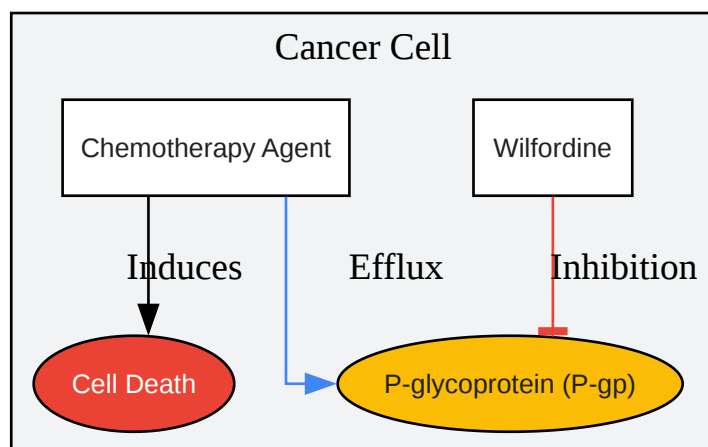 Cancer Cell
Chemotherapy Agent
Wilfordine
Induces
Efflux
Inhibition
Cell Death
P-glycoprotein (P-gp)